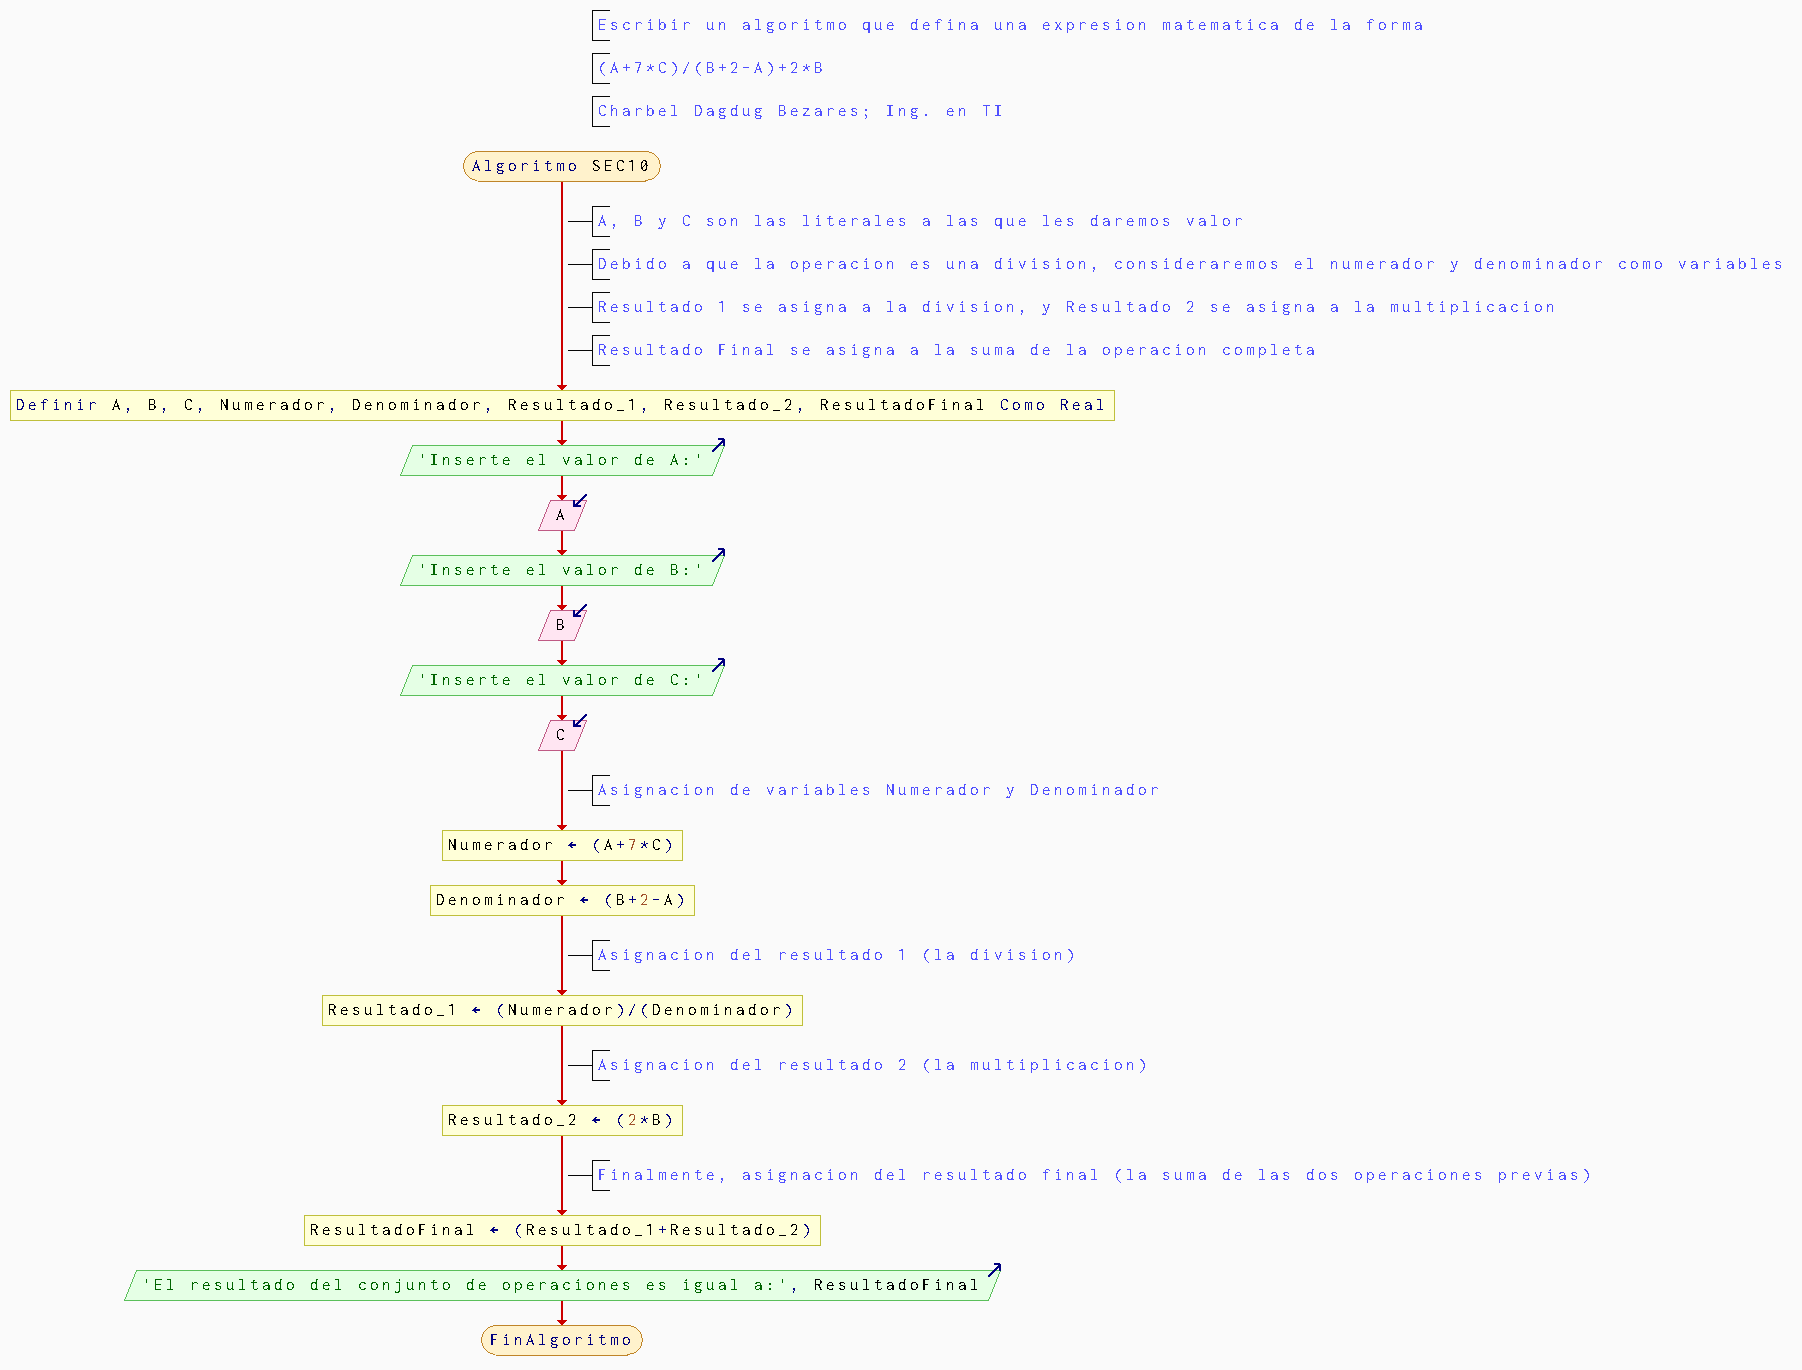 Escribir un algoritmo que defina una expresion matematica de la forma
(A+7*C)/(B+2-A)+2*B
Charbel Dagdug Bezares; Ing. en TI
Algoritmo SEC10
A, B y C son las literales a las que les daremos valor
Debido a que la operacion es una division, consideraremos el numerador y denominador como variables
Resultado 1 se asigna a la division, y Resultado 2 se asigna a la multiplicacion
Resultado Final se asigna a la suma de la operacion completa
Definir A, B, C, Numerador, Denominador, Resultado_1, Resultado_2, ResultadoFinal Como Real
'Inserte el valor de A:'
A
'Inserte el valor de B:'
B
'Inserte el valor de C:'
C
Asignacion de variables Numerador y Denominador
Numerador ← (A+7*C)
Denominador ← (B+2-A)
Asignacion del resultado 1 (la division)
Resultado_1 ← (Numerador)/(Denominador)
Asignacion del resultado 2 (la multiplicacion)
Resultado_2 ← (2*B)
Finalmente, asignacion del resultado final (la suma de las dos operaciones previas)
ResultadoFinal ← (Resultado_1+Resultado_2)
'El resultado del conjunto de operaciones es igual a:', ResultadoFinal
FinAlgoritmo